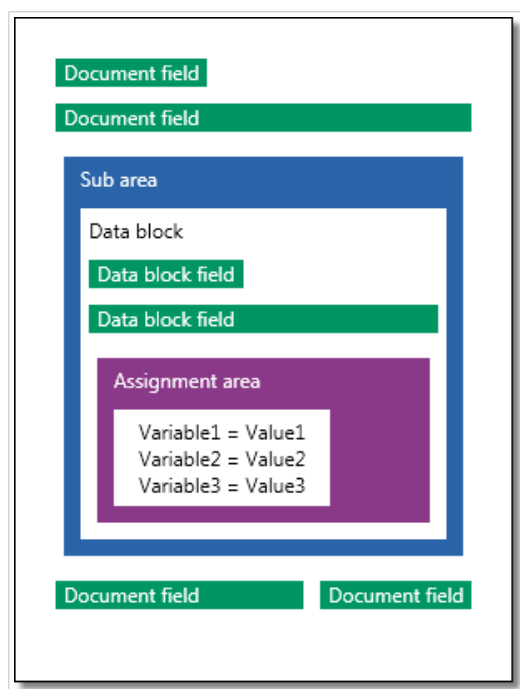 Document field
Document field
Sub area
Data block
Data block field
Data block field
Assignment area
Variable1 = Value1
Variable2 = Value2
Variable3 = Value3
Document field
Document field